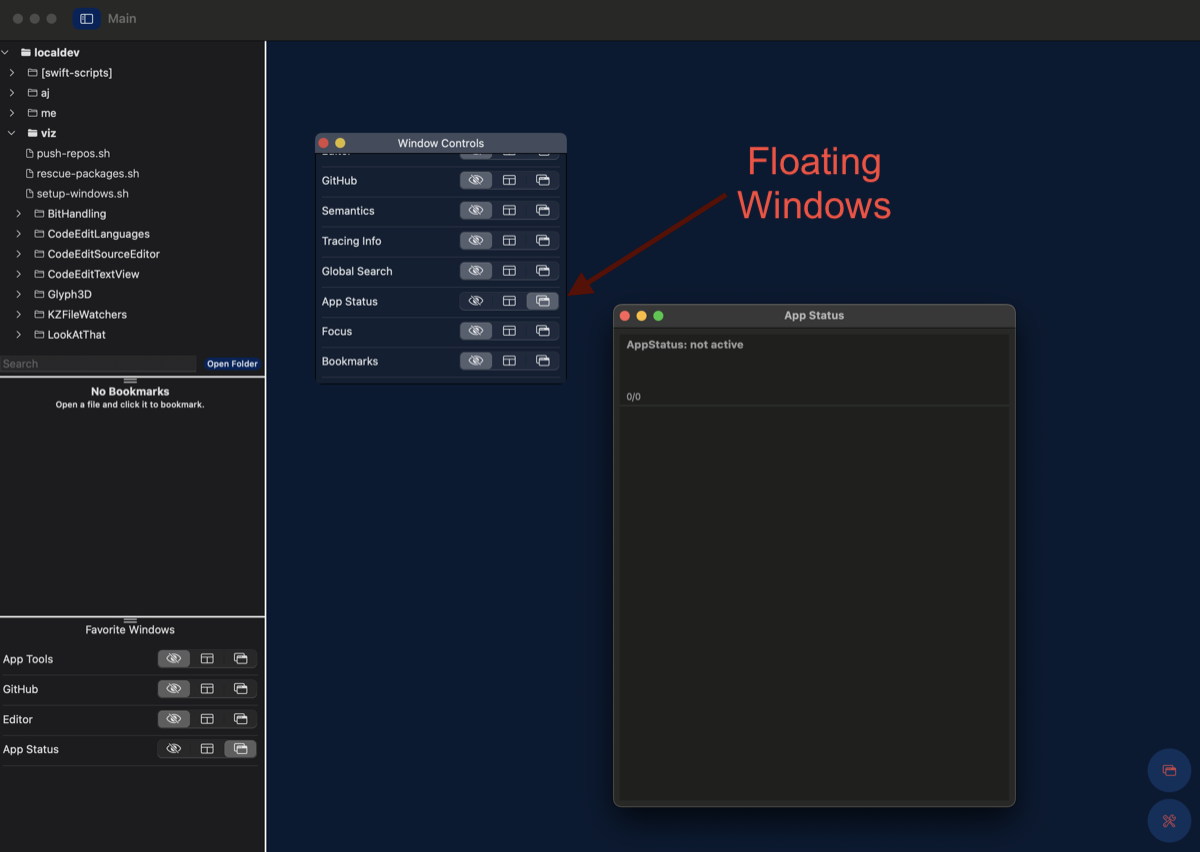 Main
localdev
[swift-scripts]
aj
me
viz
push-repos.sh
rescue-packages.sh
setup-windows.sh
BitHandling
CodeEditLanguages
CodeEditSourceEditor
CodeEditTextView
Glyph3D
KZFileWatchers
LookAtThat
Search
Open Folder
No Bookmarks
Open a file and click it to bookmark.
Favorite Windows
App Tools
GitHub
Editor
App Status
Window Controls
GitHub
Semantics
Tracing Info
Global Search
App Status
Focus
Bookmarks
Floating
Windows
App Status
AppStatus: not active
0/0